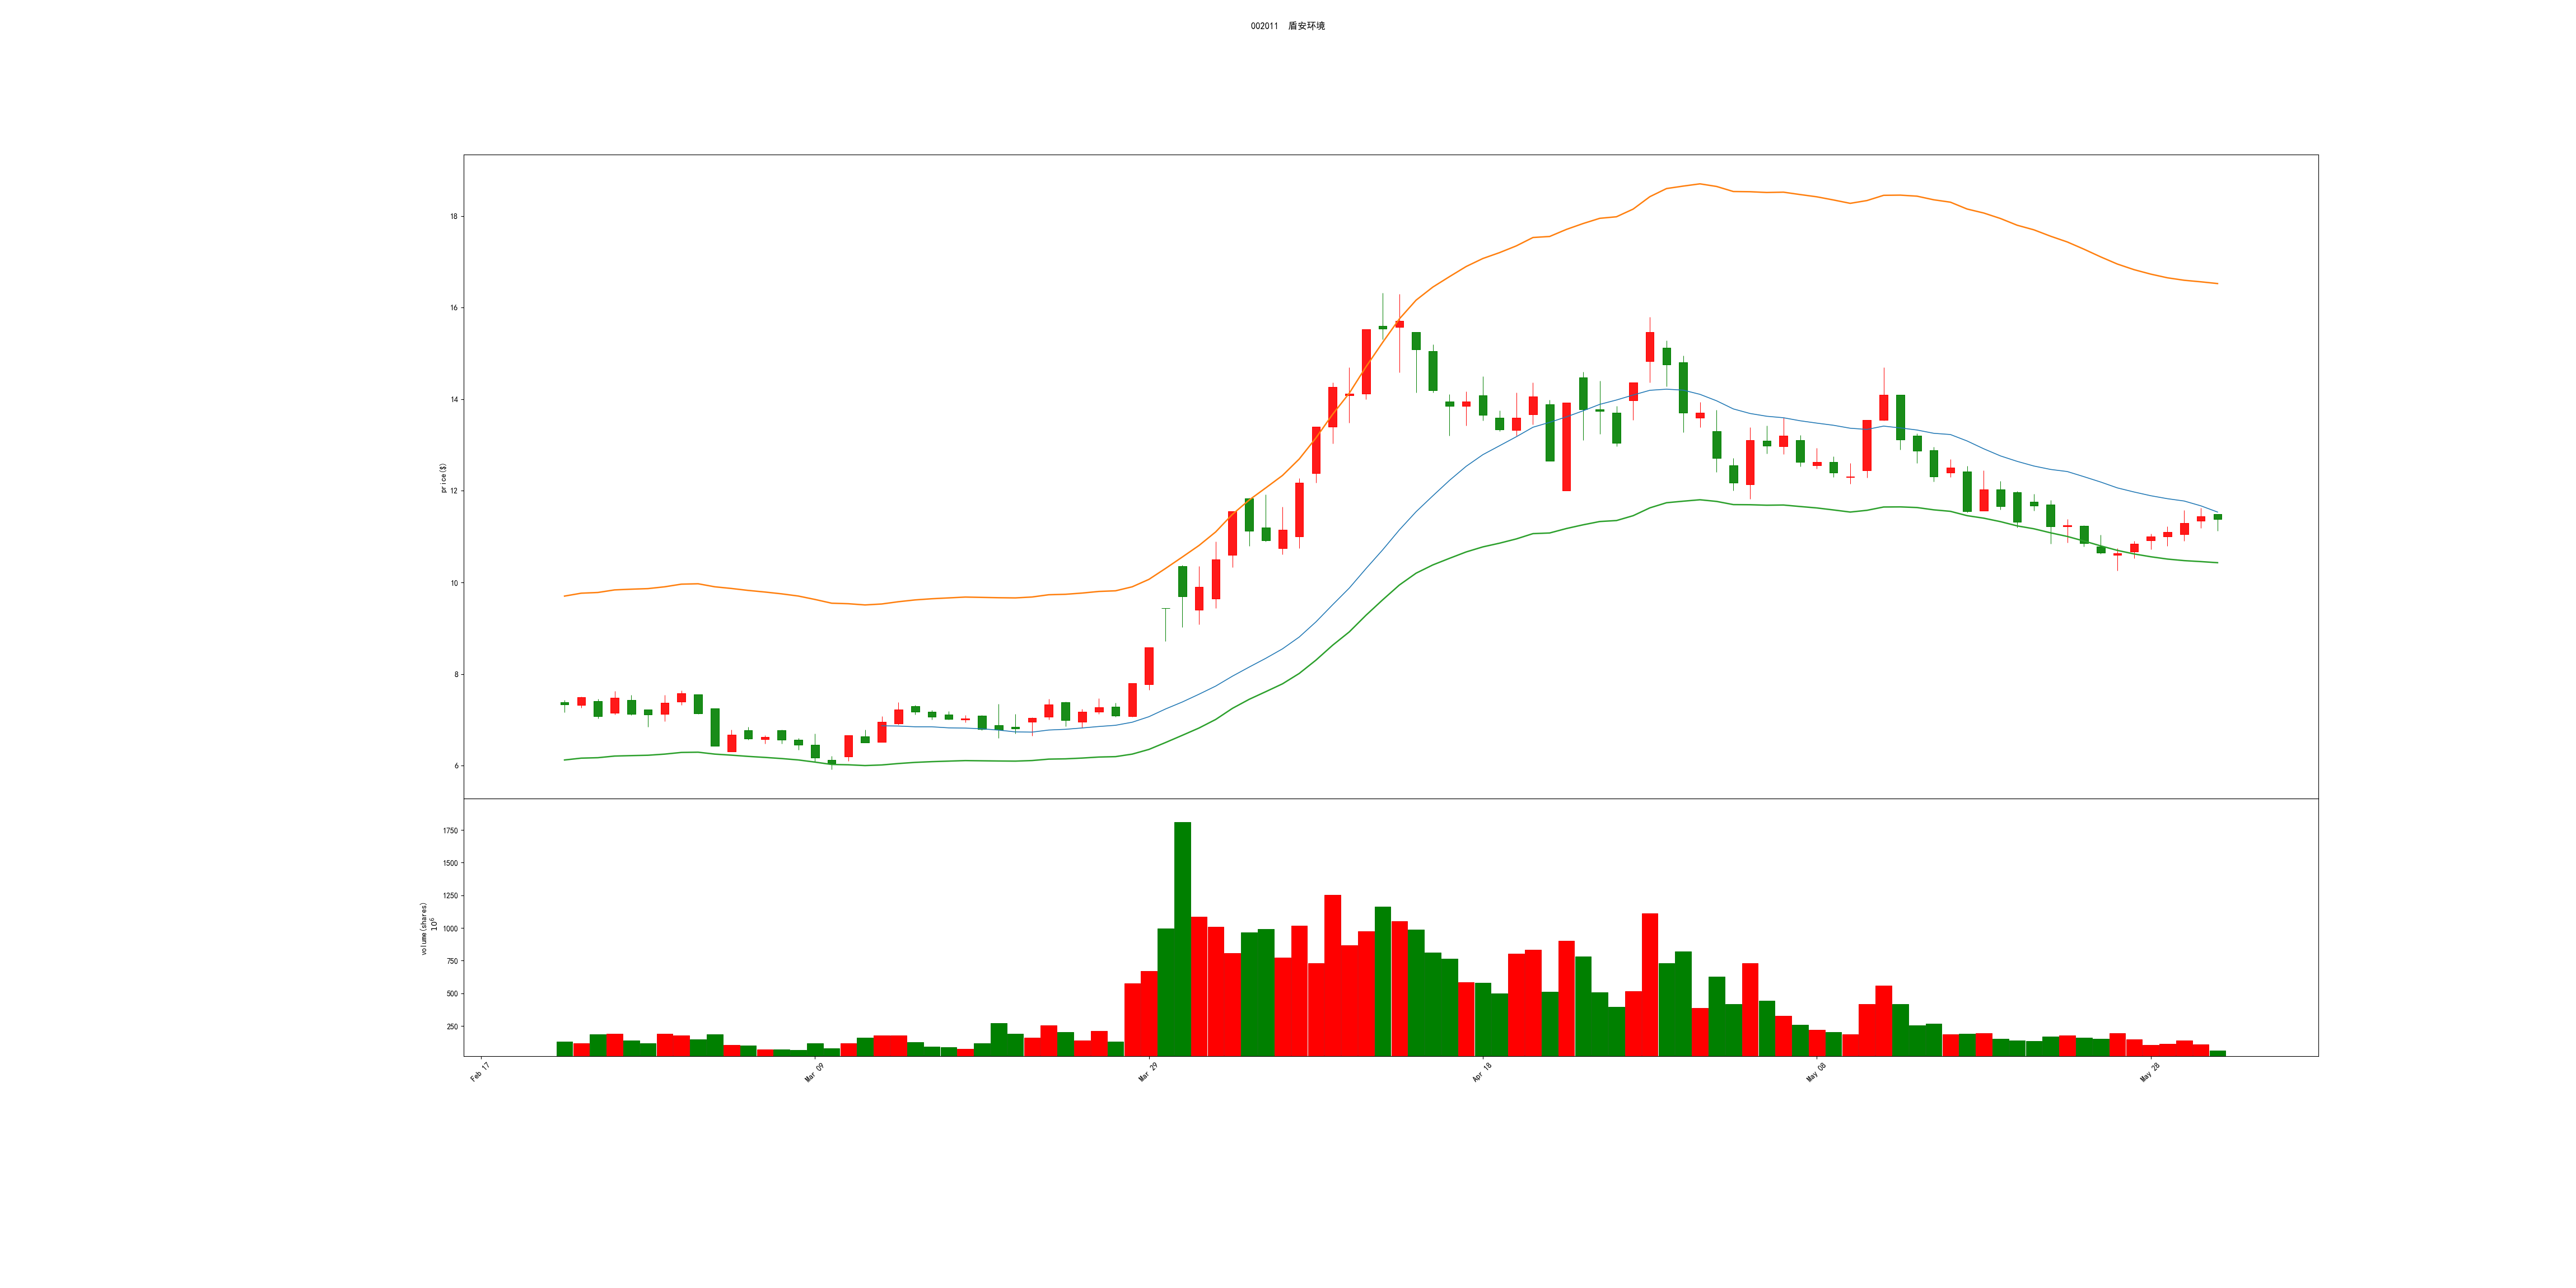 002011 盾安环境
18
16
14
12
10
8
6
price($)
1750
1500
1250
1000
750
500
250
volume(shares)
10⁶
Feb 17
Mar 09
Mar 29
Apr 18
May 08
May 28